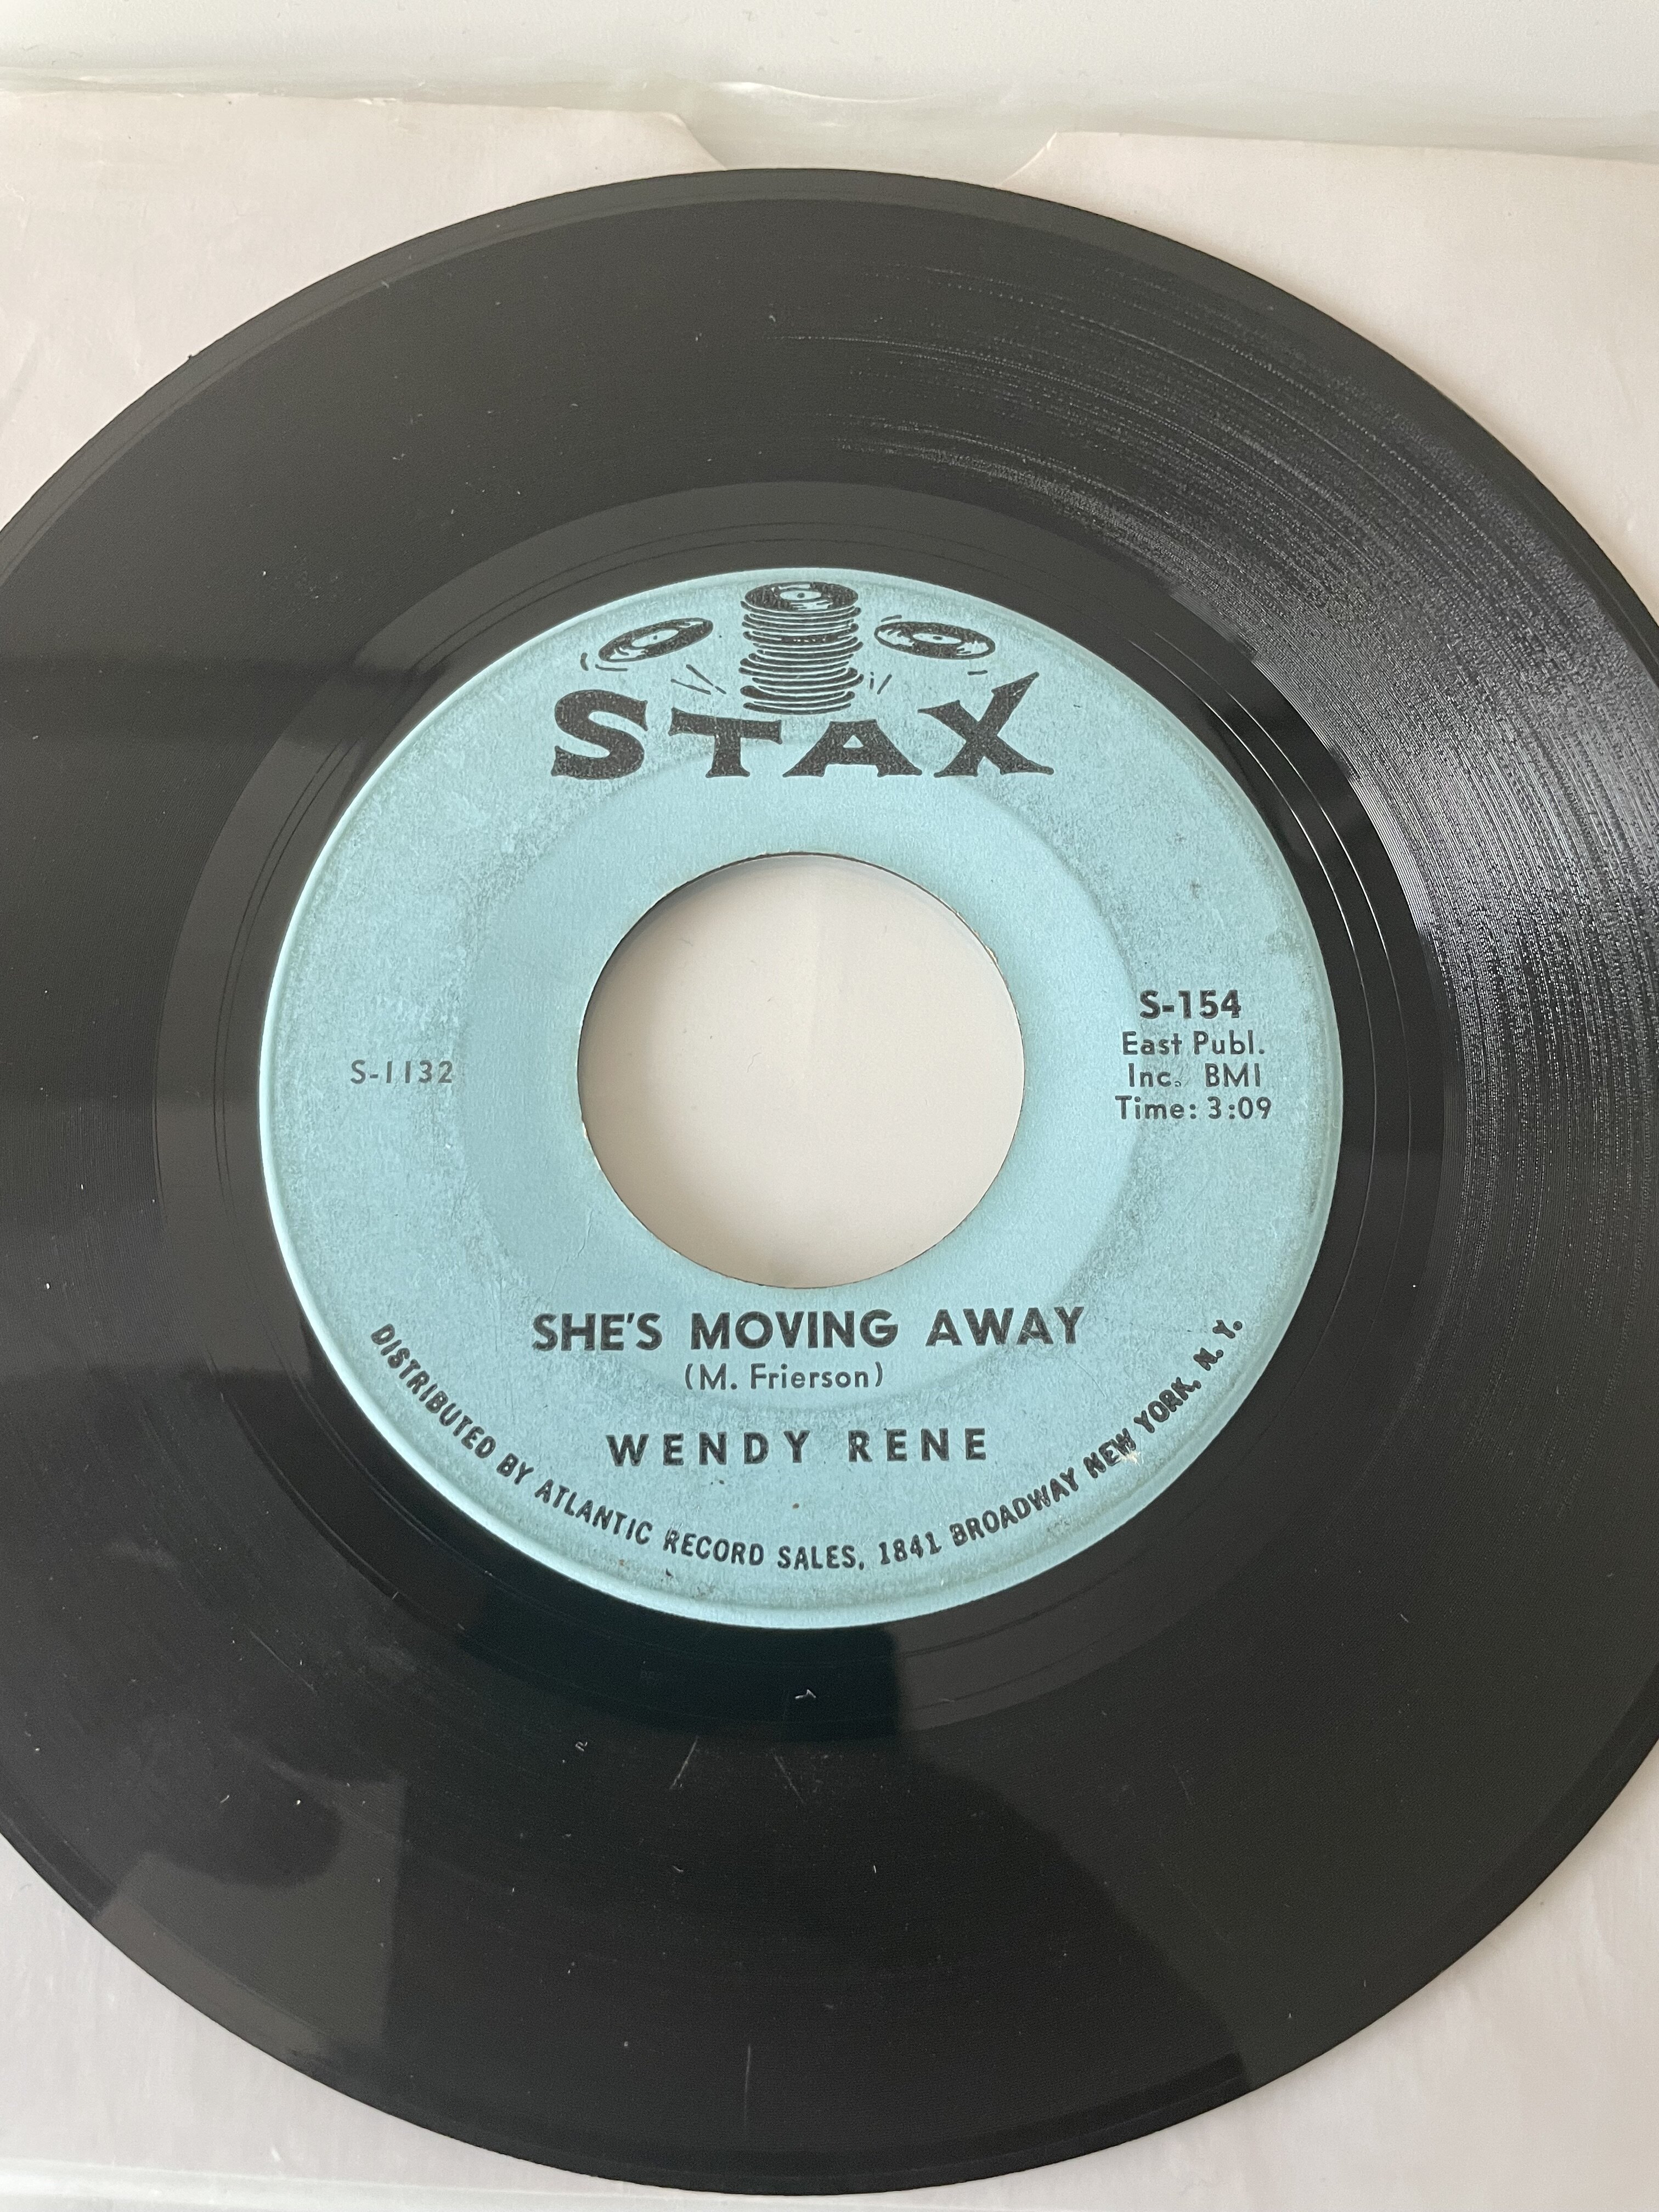 STAX
S-1132
S-154
East Publ.
Inc. BMI
Time: 3:09
SHE'S MOVING AWAY
(M. Frierson)
WENDY RENE
DISTRIBUTED BY ATLANTIC RECORD SALES, 1841 BROADWAY NEW YORK, N. Y.